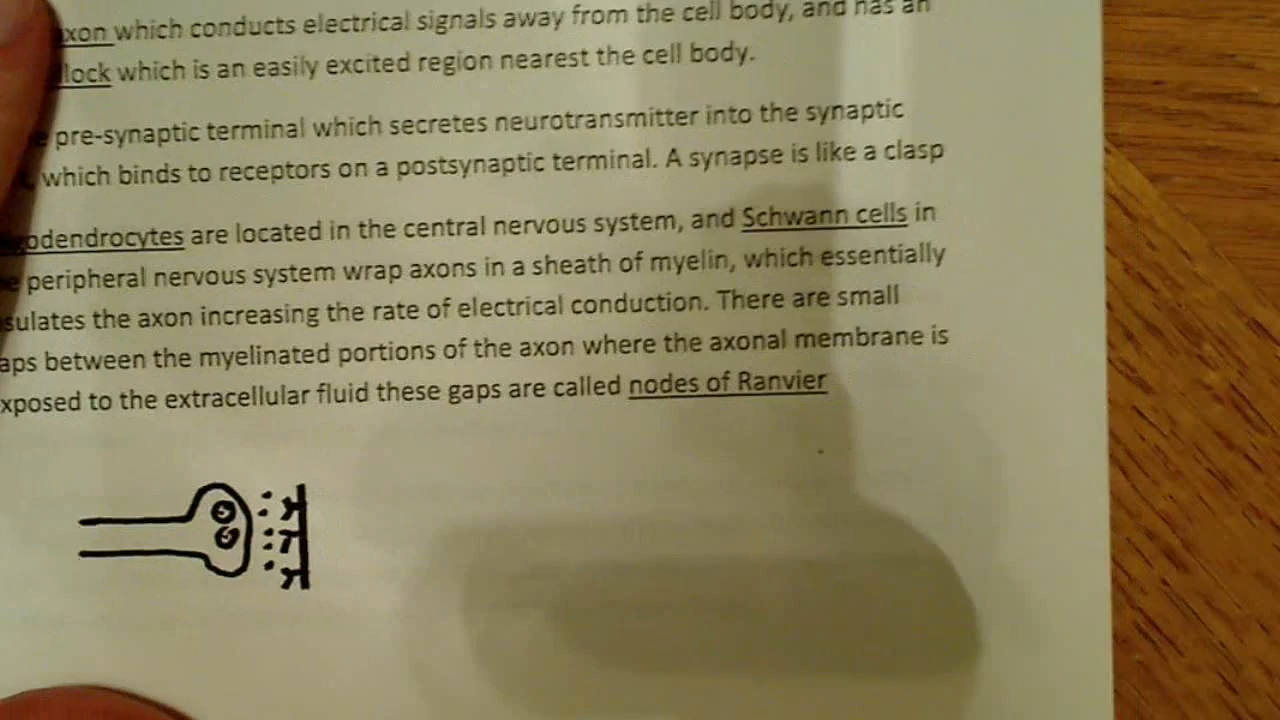 xon which conducts electrical signals away from the cell body, and has an
lock which is an easily excited region nearest the cell body.
pre-synaptic terminal which secretes neurotransmitter into the synaptic
which binds to receptors on a postsynaptic terminal. A synapse is like a clasp
odendrocytes are located in the central nervous system, and Schwann cells in
e peripheral nervous system wrap axons in a sheath of myelin, which essentially
sulates the axon increasing the rate of electrical conduction. There are small
aps between the myelinated portions of the axon where the axonal membrane is
xposed to the extracellular fluid these gaps are called nodes of Ranvier